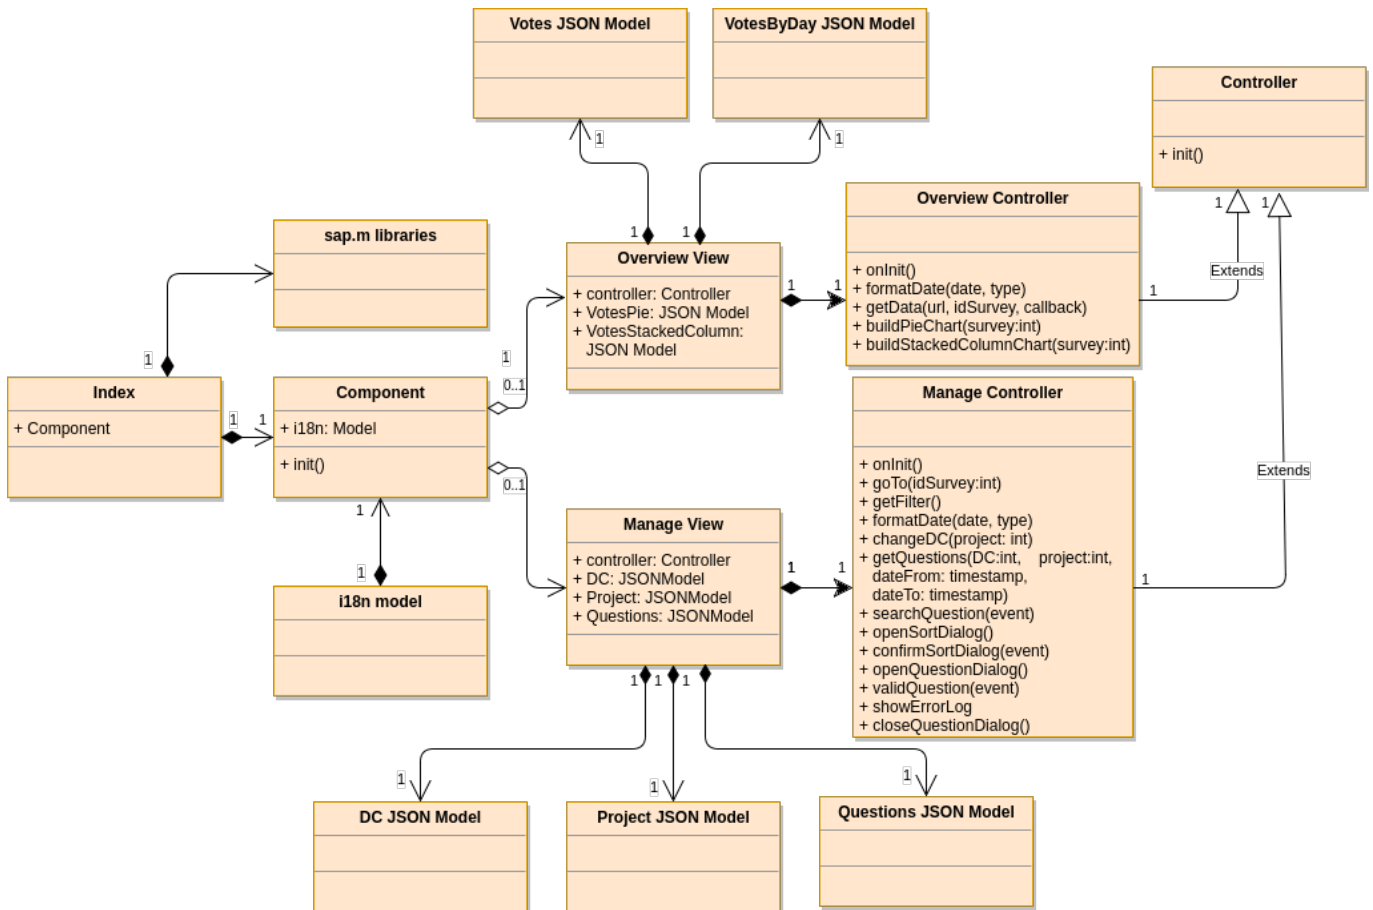 Votes JSON Model
1
VotesByDay JSON Model
1
Controller
+ init()
1
1
Extends
Extends
sap.m libraries
1
Index
+ Component
1
1
Component
+ i18n: Model
+ init()
1
0..1
0..1
1
1
i18n model
1
1
Overview View
+ controller: Controller
+ VotesPie: JSON Model
+ VotesStackedColumn:
JSON Model
1
1
Overview Controller
+ onInit()
+ formatDate(date, type)
+ getData(url, idSurvey, callback)
+ buildPieChart(survey:int)
+ buildStackedColumnChart(survey:int)
1
Manage View
+ controller: Controller
+ DC: JSONModel
+ Project: JSONModel
+ Questions: JSONModel
1
1
Manage Controller
+ onInit()
+ goTo(idSurvey:int)
+ getFilter()
+ formatDate(date, type)
+ changeDC(project: int)
+ getQuestions(DC:int, project:int,
dateFrom: timestamp,
dateTo: timestamp)
+ searchQuestion(event)
+ openSortDialog()
+ confirmSortDialog(event)
+ openQuestionDialog()
+ validQuestion(event)
+ showErrorLog
+ closeQuestionDialog()
1
1
1
1
1
DC JSON Model
1
Project JSON Model
1
Questions JSON Model